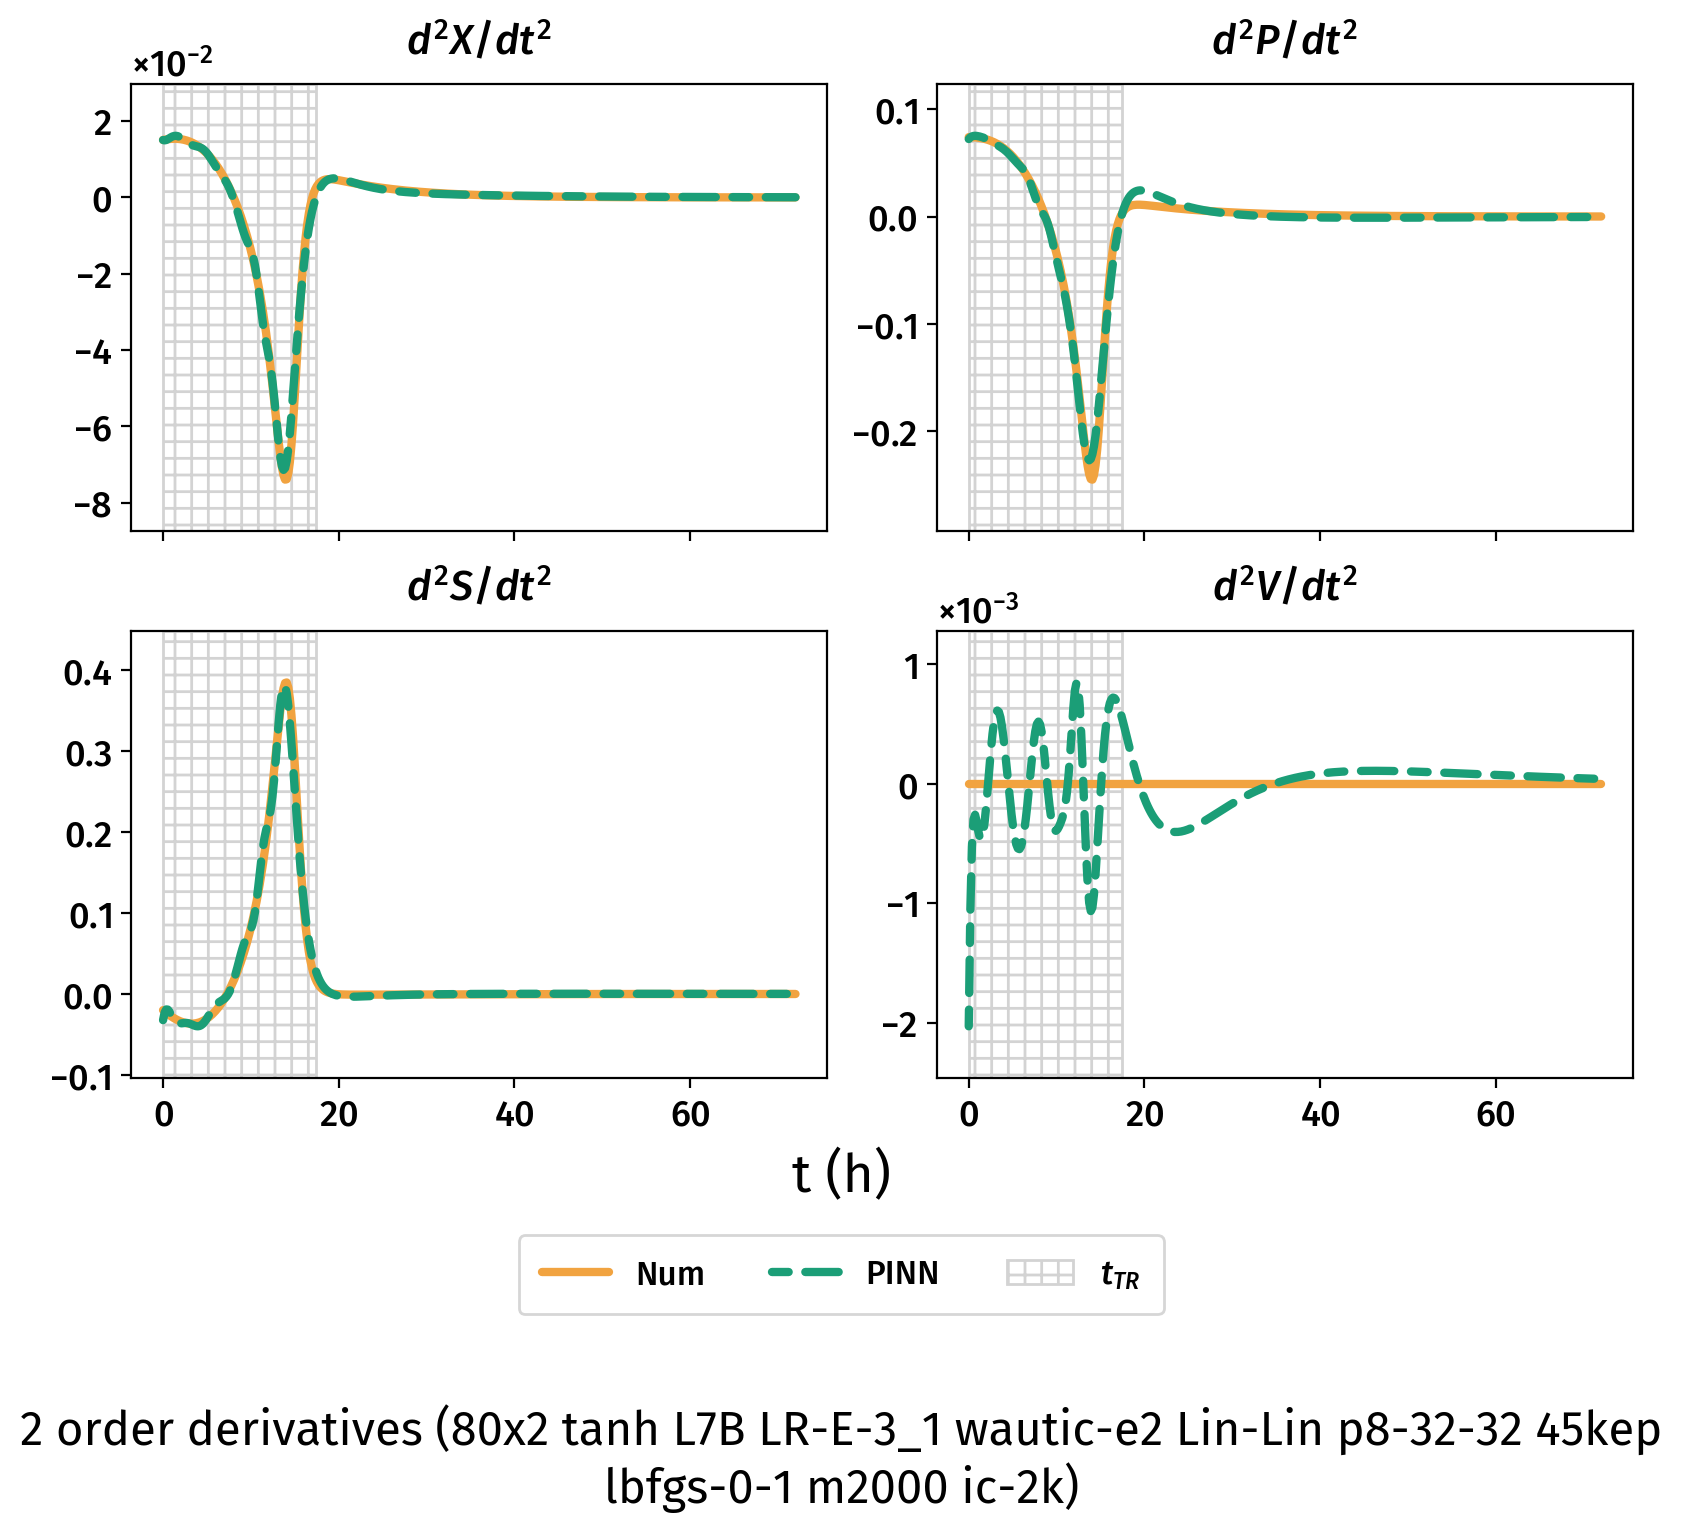 d²X/dt²
×10⁻²
2
0
−2
−4
−6
−8
d²P/dt²
0.1
0.0
−0.1
−0.2
d²S/dt²
0.4
0.3
0.2
0.1
0.0
−0.1
0 20 40 60
d²V/dt²
×10⁻³
1
0
−1
−2
0 20 40 60
t (h)
Num PINN t_TR
2 order derivatives (80x2 tanh L7B LR-E-3_1 wautic-e2 Lin-Lin p8-32-32 45kep
lbfgs-0-1 m2000 ic-2k)